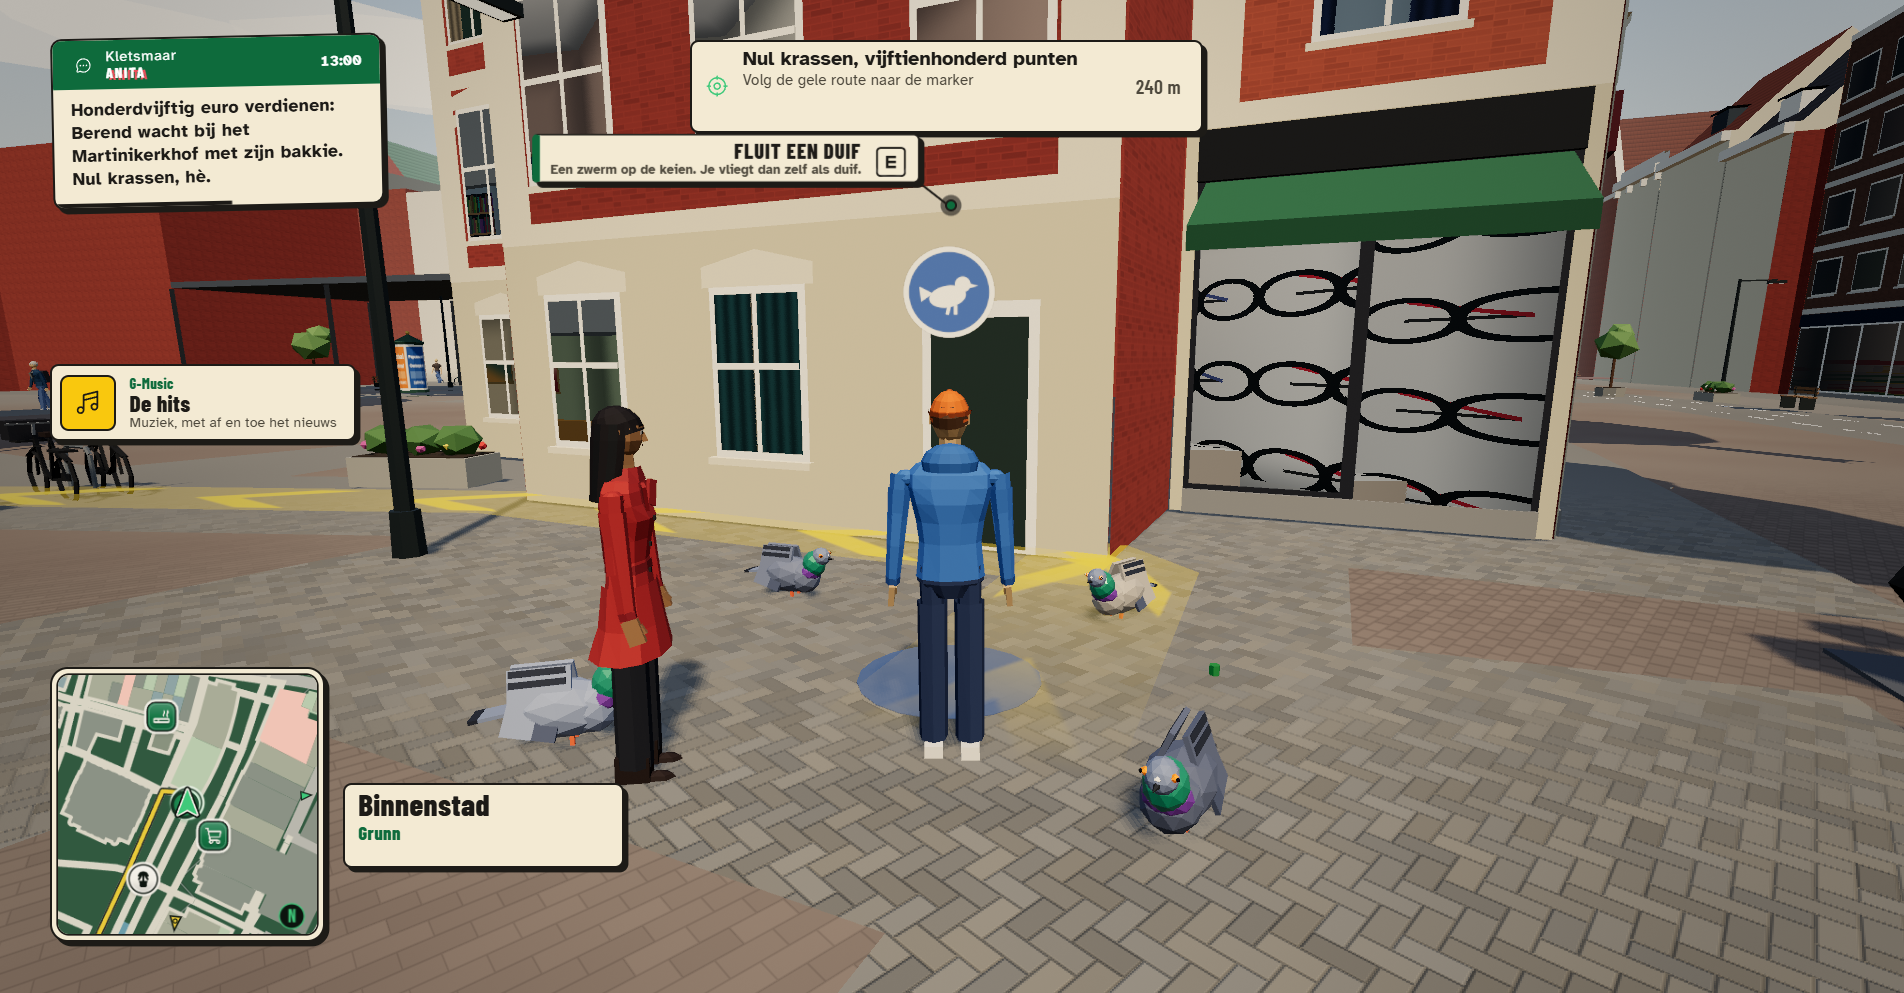 Kletsmaar
ANITA
13:00
Honderdvijftig euro verdienen:
Berend wacht bij het
Martinikerkhof met zijn bakkie.
Nul krassen, hè.
Nul krassen, vijftienhonderd punten
Volg de gele route naar de marker
240 m
FLUIT EEN DUIF
Een zwerm op de keien. Je vliegt dan zelf als duif.
E
G-Music
De hits
Muziek, met af en toe het nieuws
Binnenstad
Grunn
N